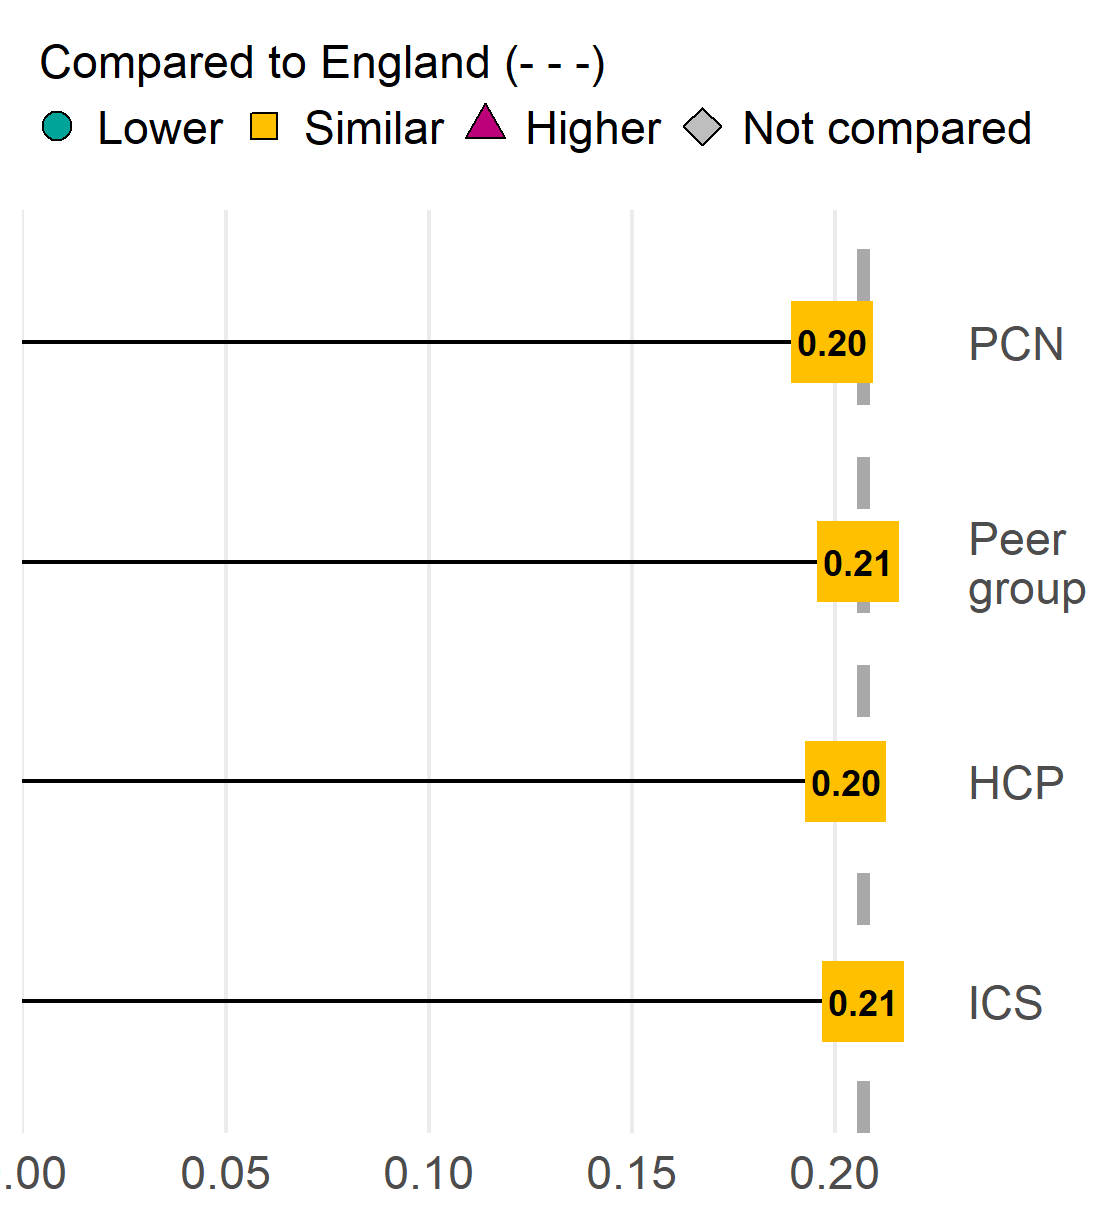 Compared to England (- - -)
Lower Similar Higher Not compared
0.20 PCN
0.21 Peer
group
0.20 HCP
0.21 ICS
.00 0.05 0.10 0.15 0.20